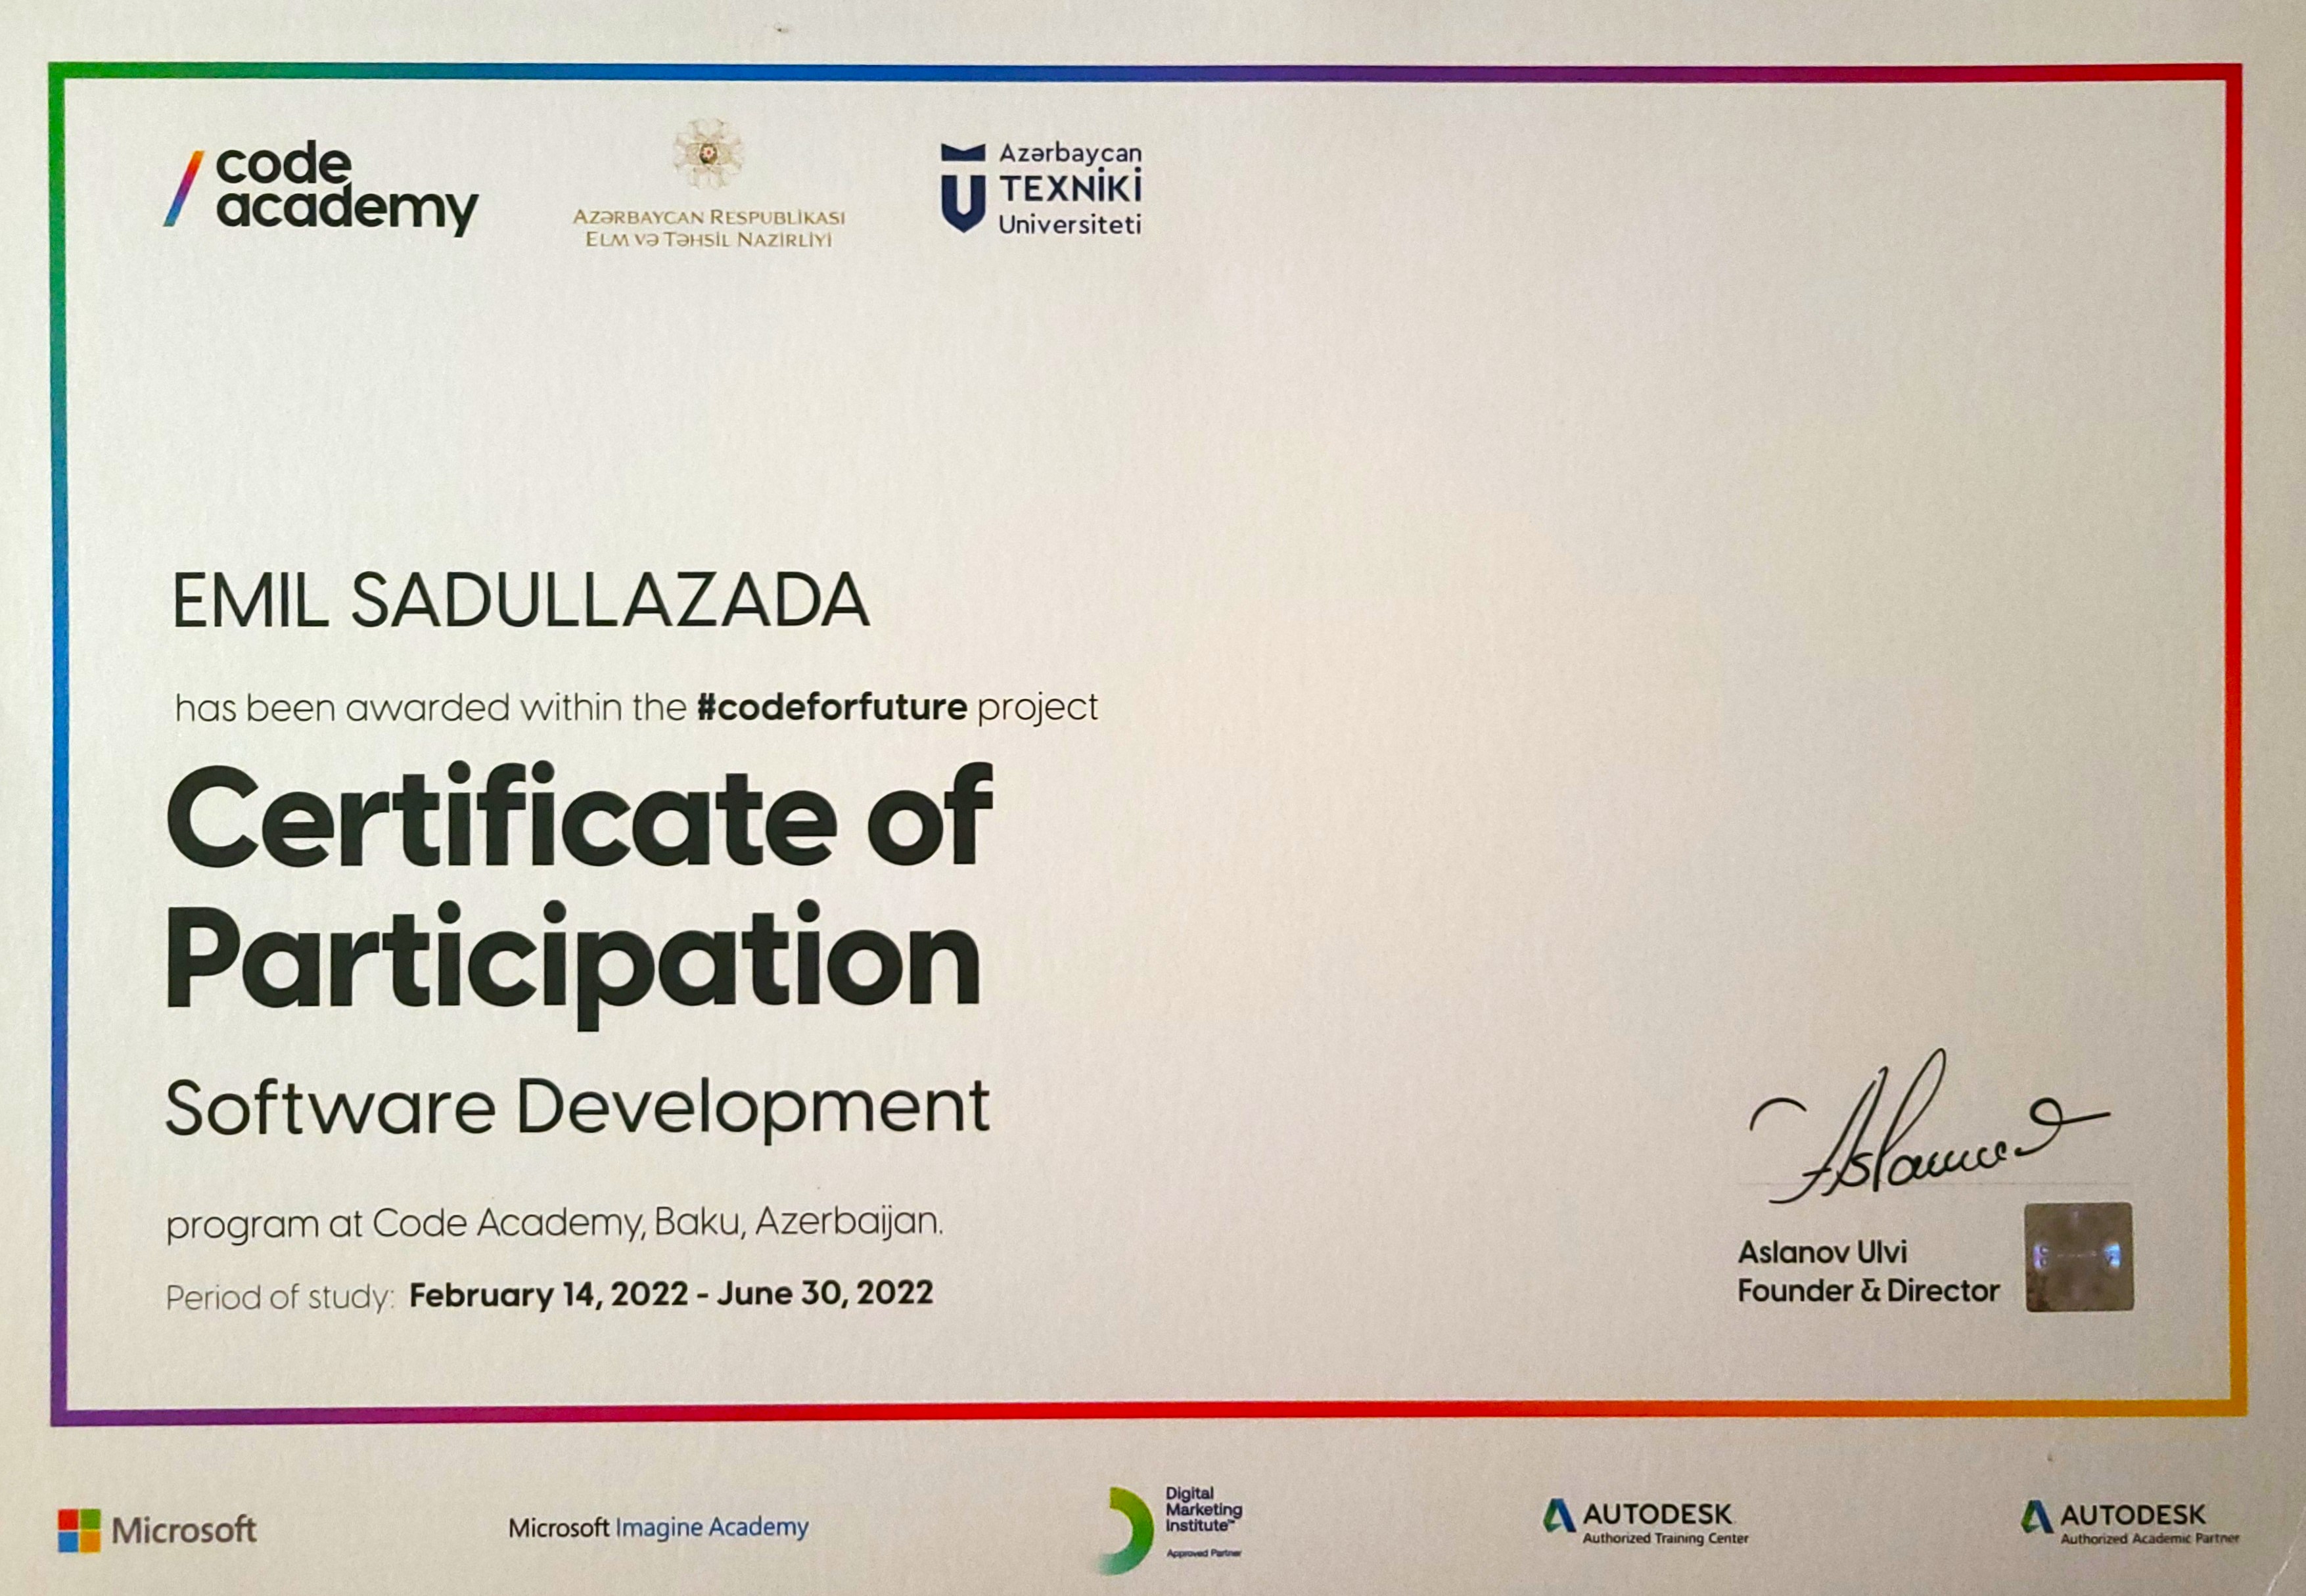 code
academy
AZƏRBAYCAN RESPUBLİKASI
ELM VƏ TƏHSİL NAZİRLİYİ
Azərbaycan
TEXNİKİ
Universiteti
EMIL SADULLAZADA
has been awarded within the #codeforfuture project
Certificate of
Participation
Software Development
program at Code Academy, Baku, Azerbaijan.
Period of study: February 14, 2022 - June 30, 2022
Aslanov
Aslanov Ulvi
Founder & Director
Microsoft
Microsoft Imagine Academy
Digital
Marketing
Institute™
Approved Partner
AUTODESK
Authorized Training Center
AUTODESK
Authorized Academic Partner